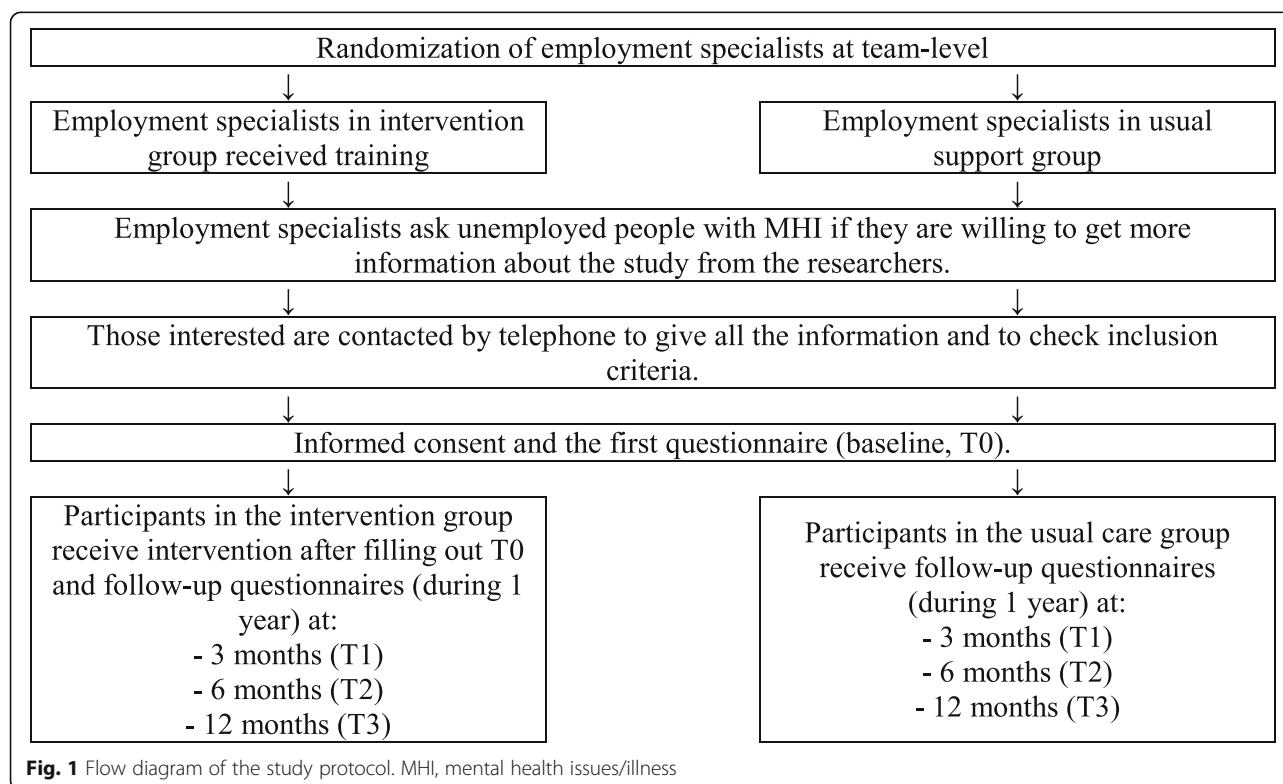 Randomization of employment specialists at team-level
↓ ↓
Employment specialists in intervention
group received training
Employment specialists in usual
support group
↓ ↓
Employment specialists ask unemployed people with MHI if they are willing to get more
information about the study from the researchers.
↓ ↓
Those interested are contacted by telephone to give all the information and to check inclusion
criteria.
↓ ↓
Informed consent and the first questionnaire (baseline, T0).
↓ ↓
Participants in the intervention group
receive intervention after filling out T0
and follow-up questionnaires (during 1
year) at:
- 3 months (T1)
- 6 months (T2)
- 12 months (T3)
Participants in the usual care group
receive follow-up questionnaires
(during 1 year) at:
- 3 months (T1)
- 6 months (T2)
- 12 months (T3)
Fig. 1 Flow diagram of the study protocol. MHI, mental health issues/illness